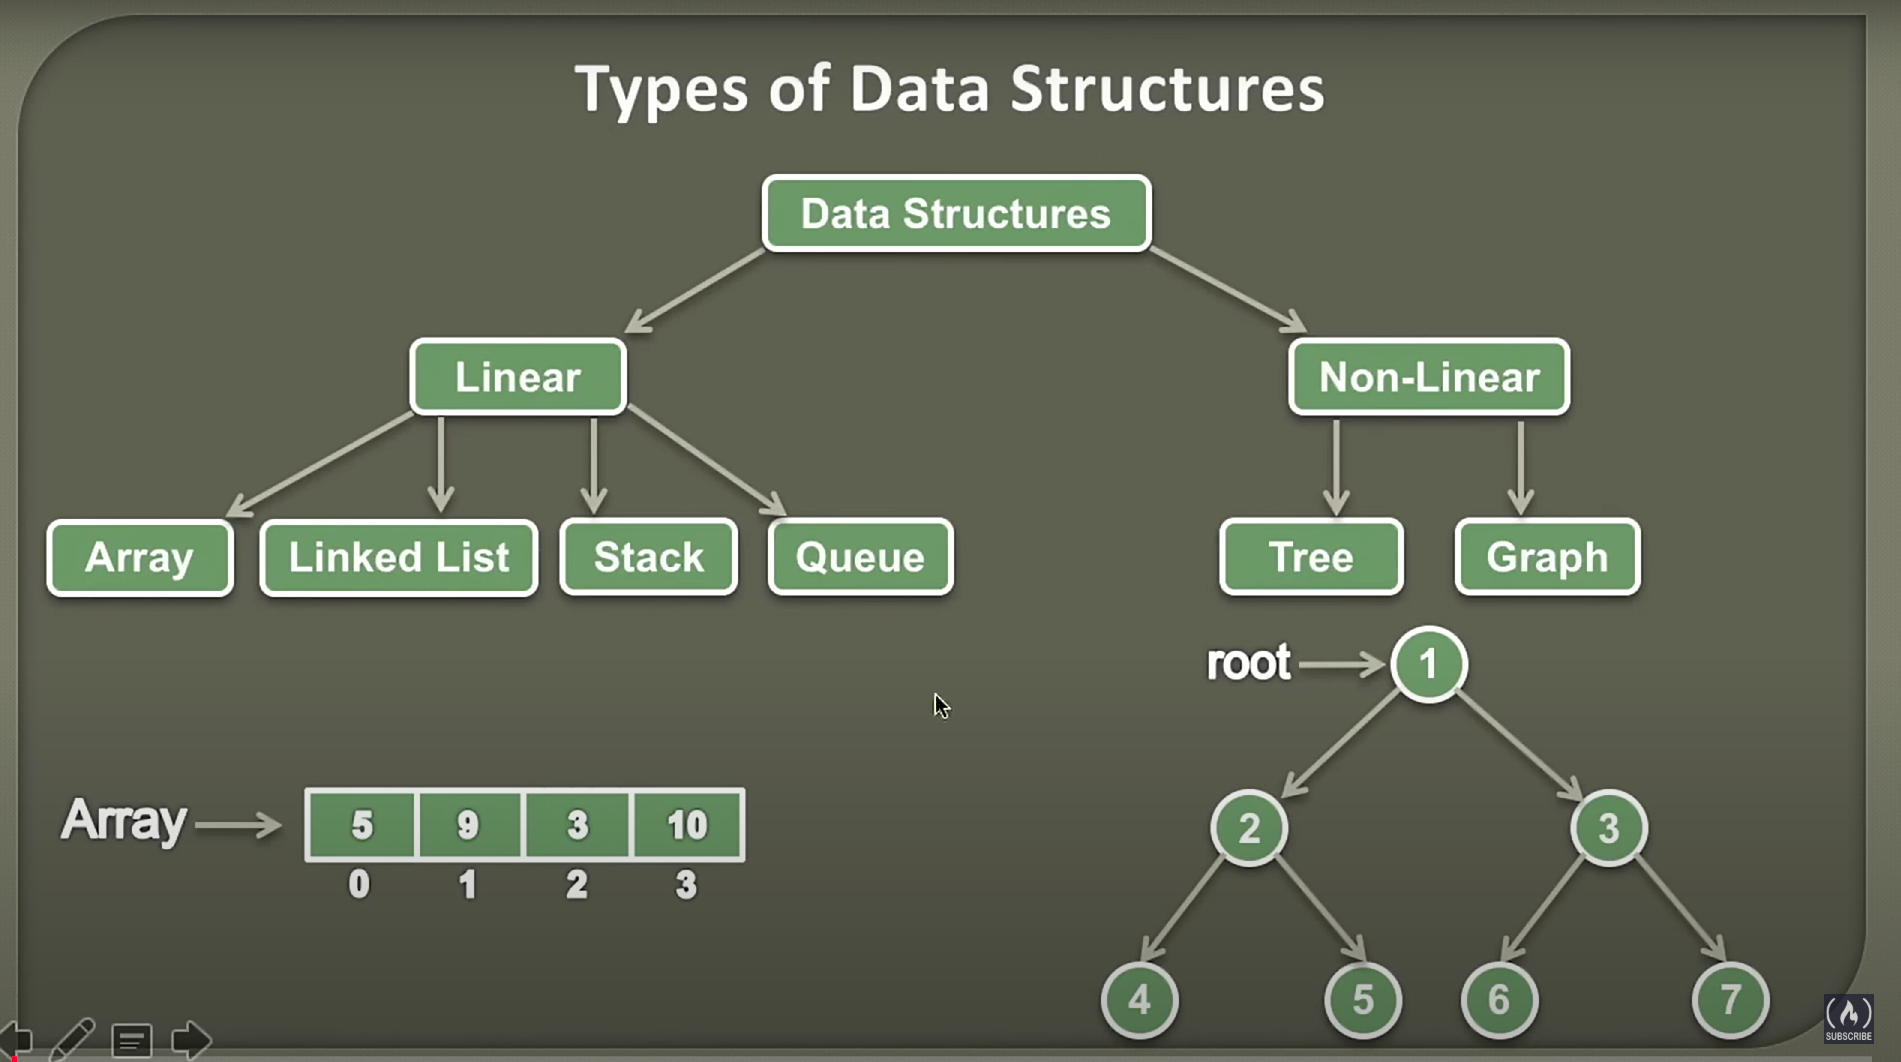 Types of Data Structures
Data Structures
Linear
Non-Linear
Array
Linked List
Stack
Queue
Tree
Graph
root
1
2
3
Array
5 9 3 10
0 1 2 3
4
5
6
7
SUBSCRIBE